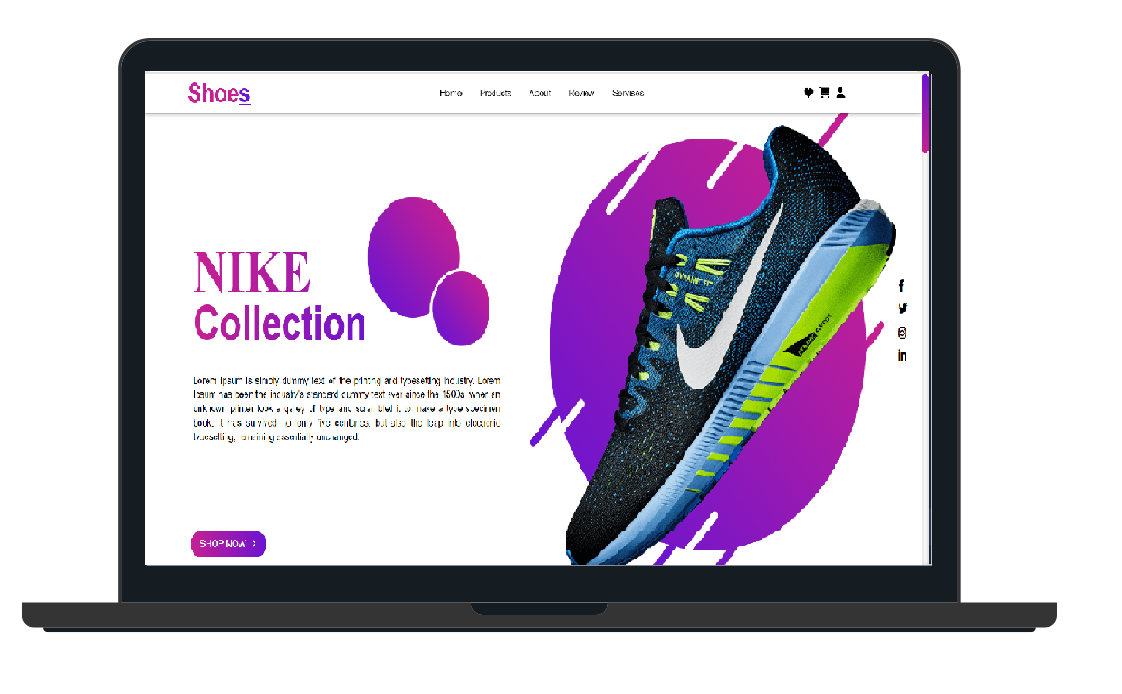 Shoes
Home Products About Review Services
NIKE
Collection
Lorem Ipsum is simply dummy text of the printing and typesetting industry. Lorem
Ipsum has been the industry's standard dummy text ever since the 1500s, when an
unknown printer took a galley of type and scrambled it to make a type specimen
book. It has survived not only five centuries, but also the leap into electronic
typesetting, remaining essentially unchanged.
SHOP NOW >